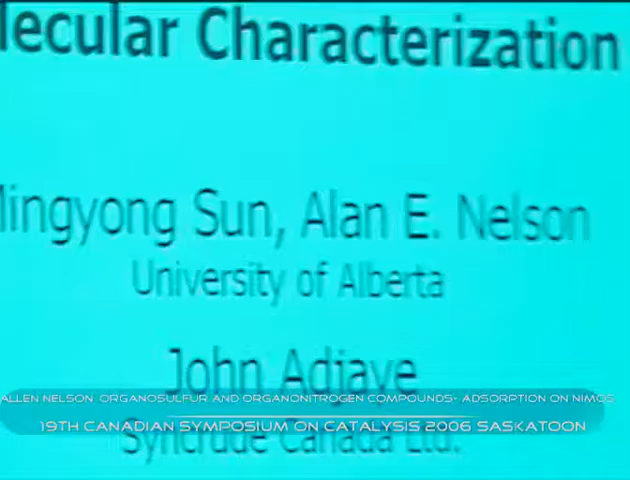 lecular Characterization
Mingyong Sun, Alan E. Nelson
University of Alberta
John Adjaye
ALLEN NELSON: ORGANOSULFUR AND ORGANONITROGEN COMPOUNDS- ADSORPTION ON NIMOS
19TH CANADIAN SYMPOSIUM ON CATALYSIS 2006 SASKATOON
Syncrude Canada Ltd.